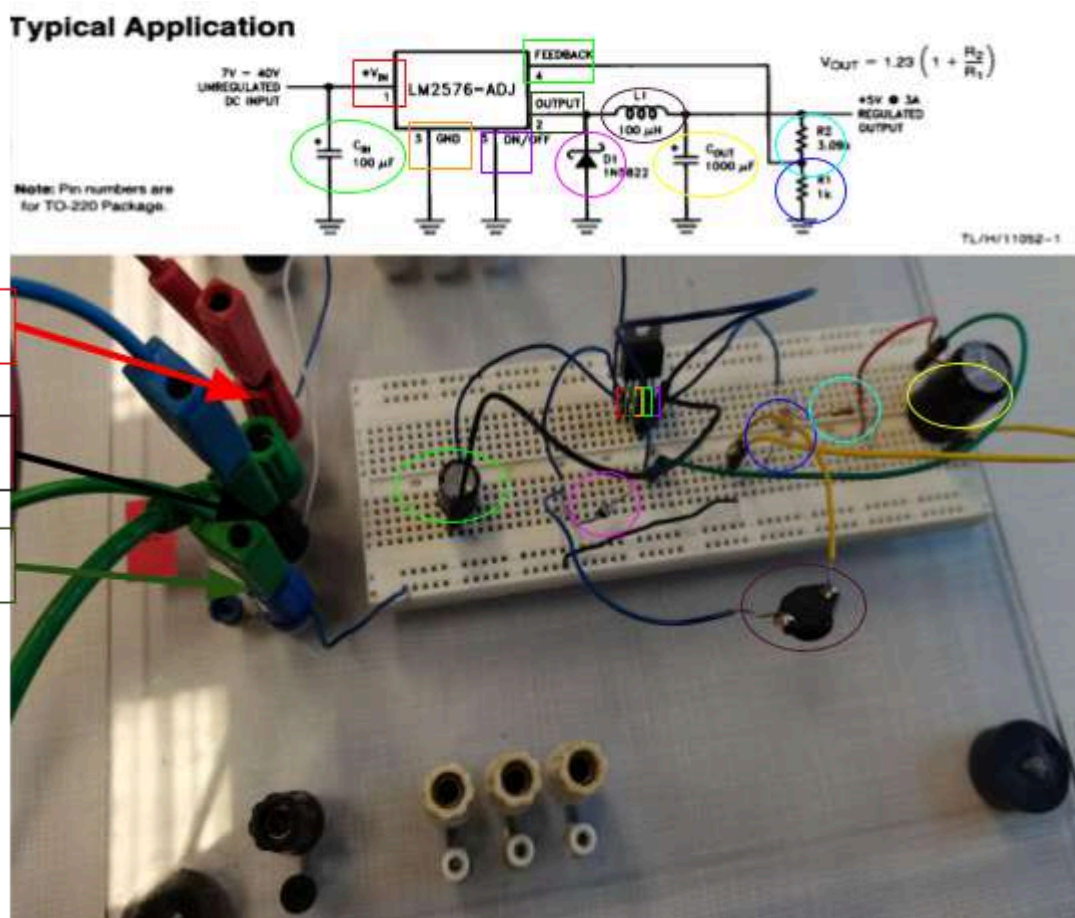 Typical Application
FEEDBACK
+VIN
4
1
LM2576-ADJ
7V - 40V
UNREGULATED
DC INPUT
OUTPUT
2
L1
100 μH
VOUT = 1.23 (1 + R2/R1)
+5V @ 3A
REGULATED
OUTPUT
CIN
100 μF
3
GND
5
ON/OFF
D1
1N5822
COUT
1000 μF
R2
3.09k
R1
1k
Note: Pin numbers are
for TO-220 Package.
TL/H/11052-1